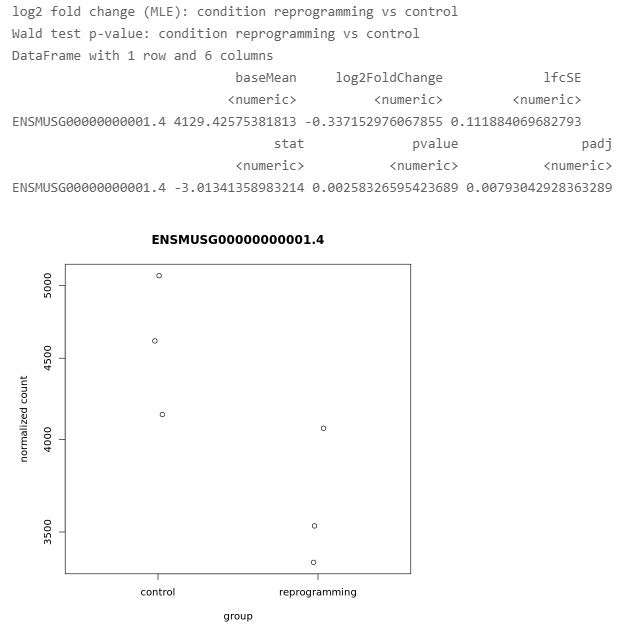 log2 fold change (MLE): condition reprogramming vs control
Wald test p-value: condition reprogramming vs control
DataFrame with 1 row and 6 columns
baseMean log2FoldChange lfcSE
<numeric> <numeric> <numeric>
ENSMUSG00000000001.4 4129.42575381813 -0.337152976067855 0.111884069682793
stat pvalue padj
<numeric> <numeric> <numeric>
ENSMUSG00000000001.4 -3.01341358983214 0.00258326595423689 0.00793042928363289
ENSMUSG00000000001.4
5000
4500
4000
3500
normalized count
control reprogramming
group